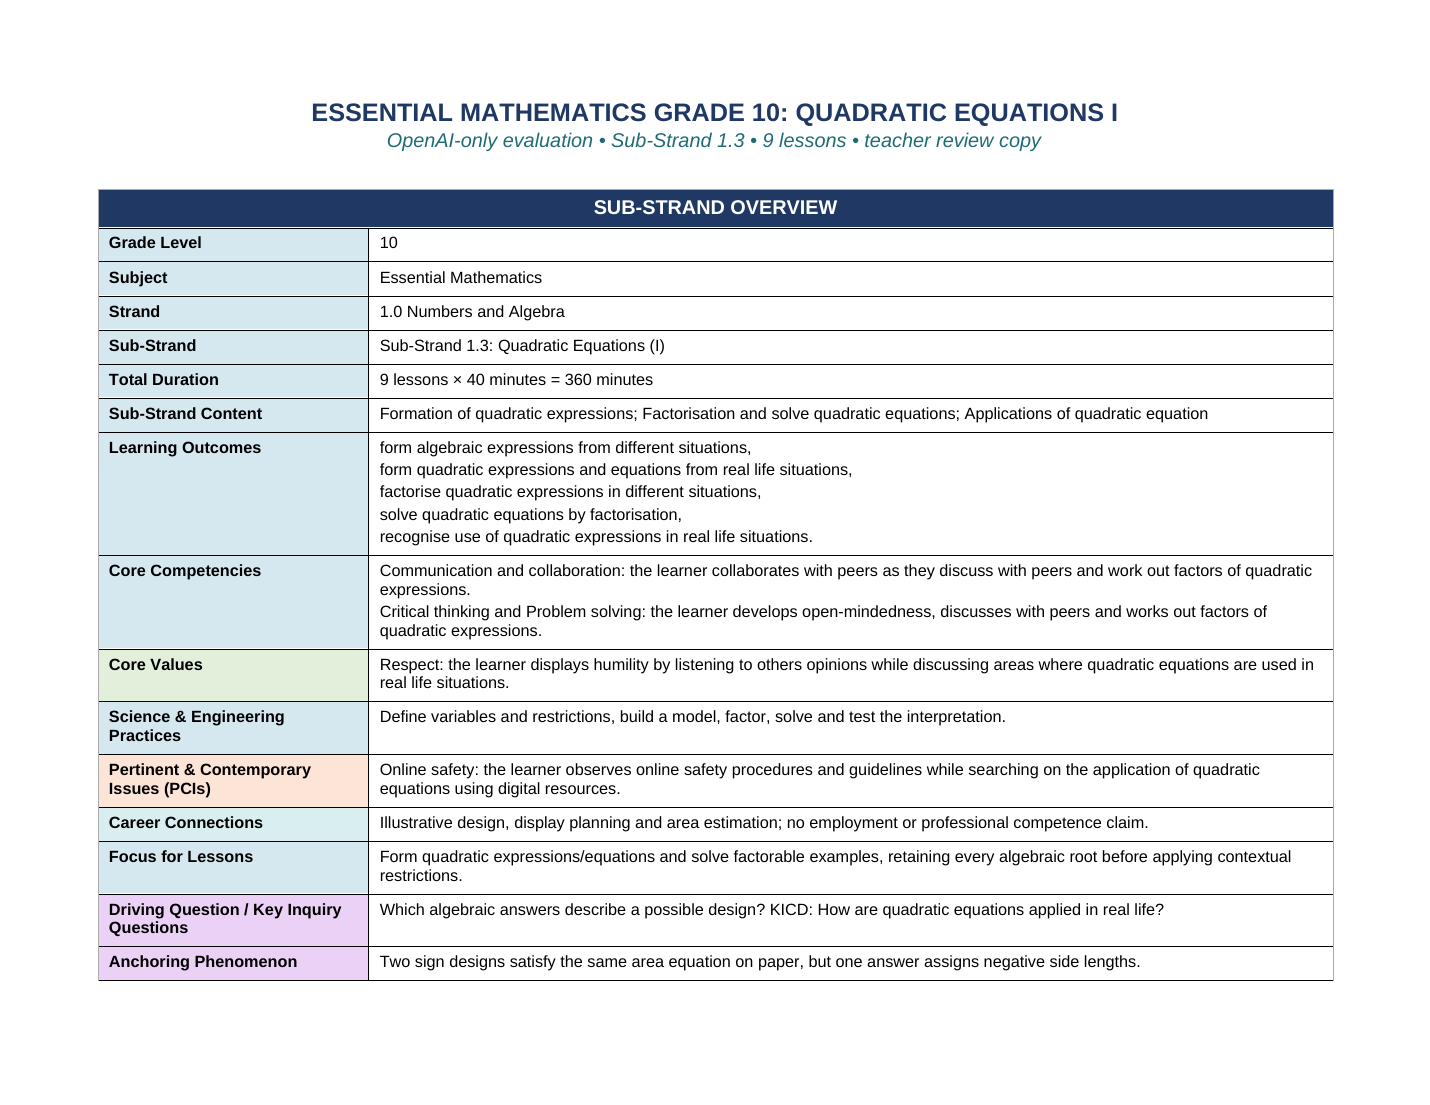 ESSENTIAL MATHEMATICS GRADE 10: QUADRATIC EQUATIONS I
OpenAI-only evaluation • Sub-Strand 1.3 • 9 lessons • teacher review copy
SUB-STRAND OVERVIEW
Grade Level
10
Subject
Essential Mathematics
Strand
1.0 Numbers and Algebra
Sub-Strand
Sub-Strand 1.3: Quadratic Equations (I)
Total Duration
9 lessons × 40 minutes = 360 minutes
Sub-Strand Content
Formation of quadratic expressions; Factorisation and solve quadratic equations; Applications of quadratic equation
Learning Outcomes
form algebraic expressions from different situations,
form quadratic expressions and equations from real life situations,
factorise quadratic expressions in different situations,
solve quadratic equations by factorisation,
recognise use of quadratic expressions in real life situations.
Core Competencies
Communication and collaboration: the learner collaborates with peers as they discuss with peers and work out factors of quadratic
expressions.
Critical thinking and Problem solving: the learner develops open-mindedness, discusses with peers and works out factors of
quadratic expressions.
Core Values
Respect: the learner displays humility by listening to others opinions while discussing areas where quadratic equations are used in
real life situations.
Science & Engineering
Practices
Define variables and restrictions, build a model, factor, solve and test the interpretation.
Pertinent & Contemporary
Issues (PCIs)
Online safety: the learner observes online safety procedures and guidelines while searching on the application of quadratic
equations using digital resources.
Career Connections
Illustrative design, display planning and area estimation; no employment or professional competence claim.
Focus for Lessons
Form quadratic expressions/equations and solve factorable examples, retaining every algebraic root before applying contextual
restrictions.
Driving Question / Key Inquiry
Questions
Which algebraic answers describe a possible design? KICD: How are quadratic equations applied in real life?
Anchoring Phenomenon
Two sign designs satisfy the same area equation on paper, but one answer assigns negative side lengths.